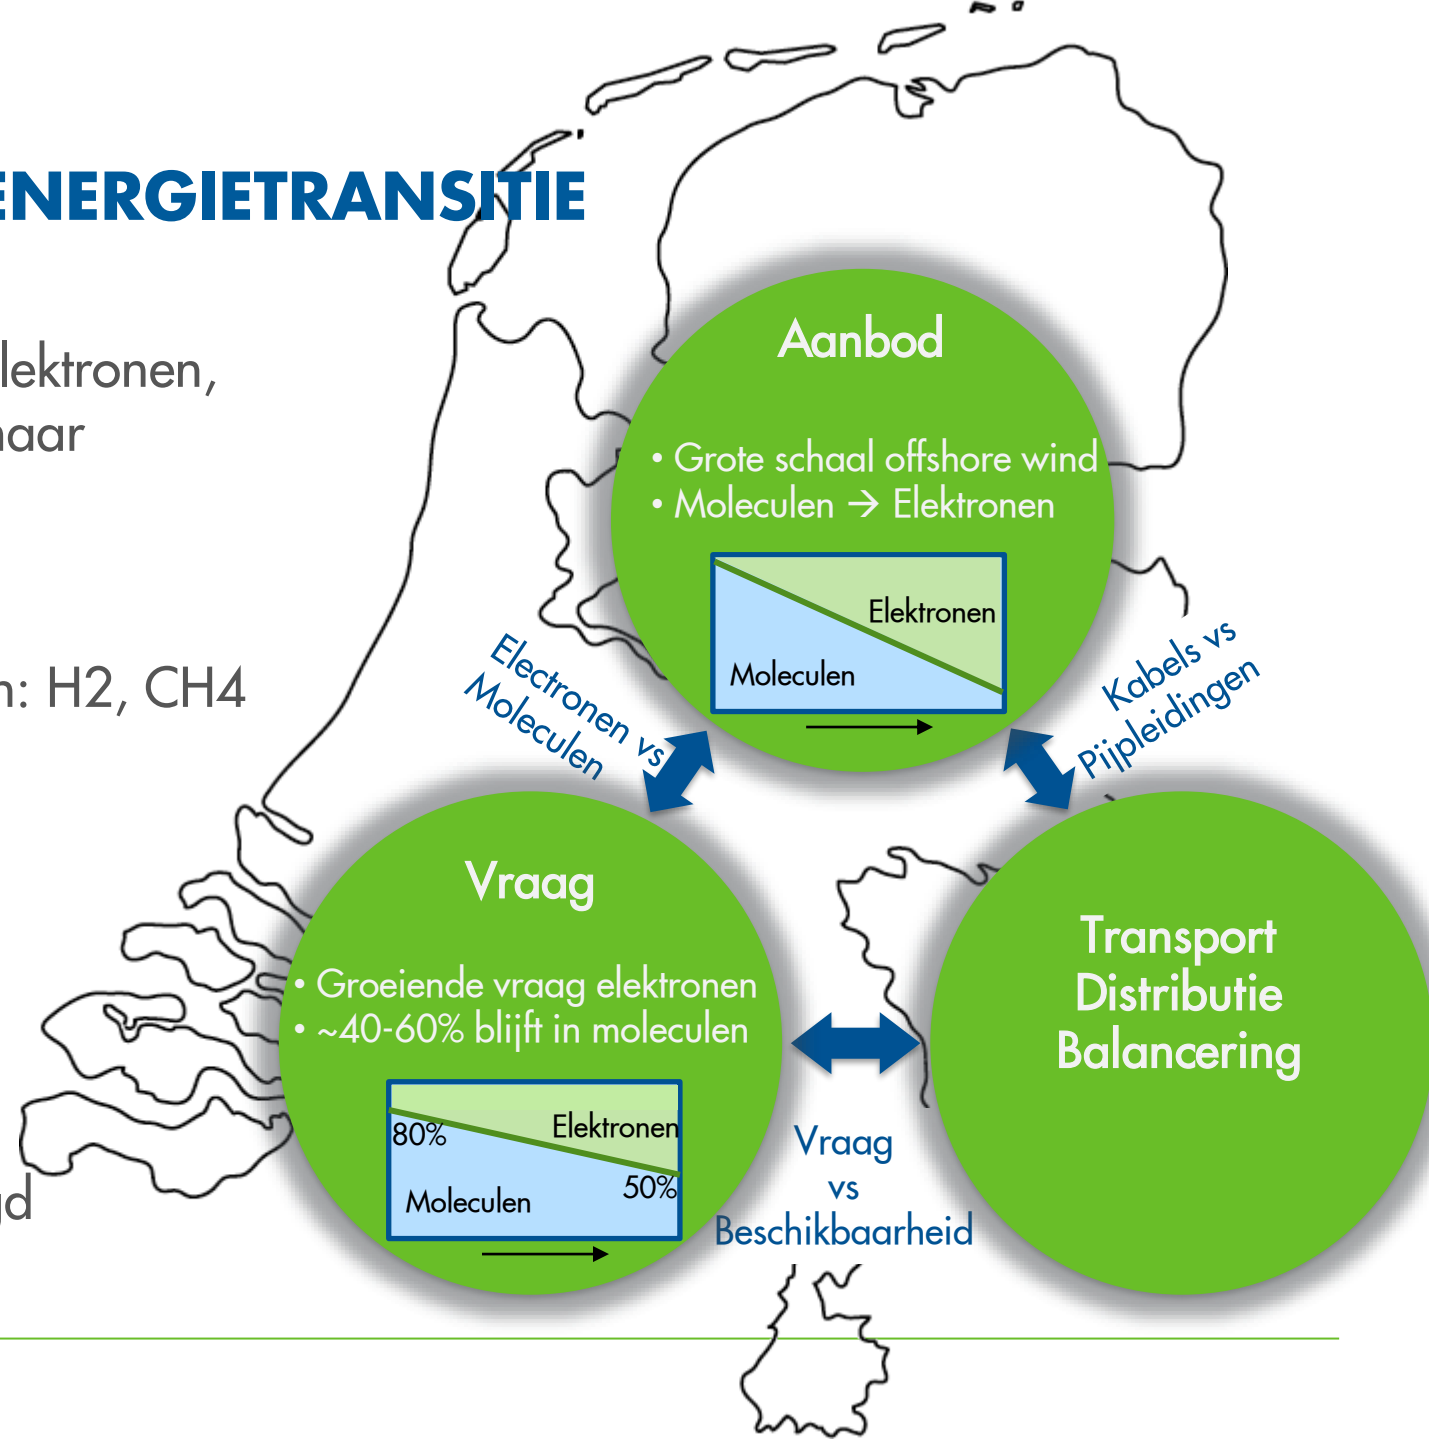 ENERGIETRANSITIE
lektronen,
naar
n: H2, CH4
gd
Aanbod
• Grote schaal offshore wind
• Moleculen → Elektronen
Elektronen
Moleculen
Electronen vs
Moleculen
Kabels vs
Pijpleidingen
Vraag
• Groeiende vraag elektronen
• ~40-60% blijft in moleculen
80%
Elektronen
50%
Moleculen
Vraag
vs
Beschikbaarheid
Transport
Distributie
Balancering